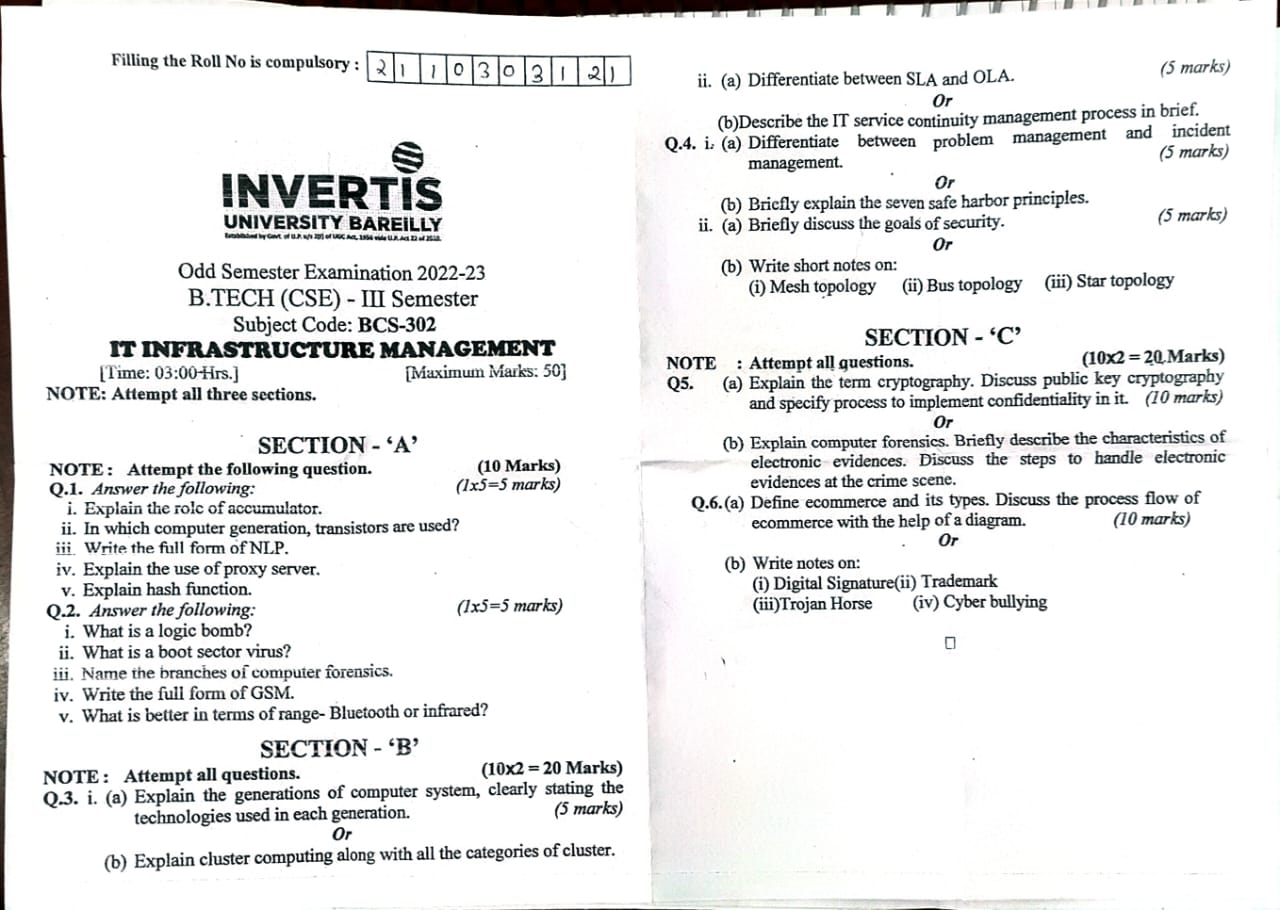 Filling the Roll No is compulsory : 2 1 1 0 3 0 3 1 2 1
INVERTIS
UNIVERSITY BAREILLY
Established by Govt. of U.P. u/s 2(f) of UGC Act, 1956 vide U.P. Act 22 of 2010.
Odd Semester Examination 2022-23
B.TECH (CSE) - III Semester
Subject Code: BCS-302
IT INFRASTRUCTURE MANAGEMENT
[Time: 03:00 Hrs.] [Maximum Marks: 50]
NOTE: Attempt all three sections.
SECTION - ‘A’
NOTE : Attempt the following question. (10 Marks)
Q.1. Answer the following: (1x5=5 marks)
i. Explain the role of accumulator.
ii. In which computer generation, transistors are used?
iii. Write the full form of NLP.
iv. Explain the use of proxy server.
v. Explain hash function.
Q.2. Answer the following: (1x5=5 marks)
i. What is a logic bomb?
ii. What is a boot sector virus?
iii. Name the branches of computer forensics.
iv. Write the full form of GSM.
v. What is better in terms of range- Bluetooth or infrared?
SECTION - ‘B’
NOTE : Attempt all questions. (10x2 = 20 Marks)
Q.3. i. (a) Explain the generations of computer system, clearly stating the
technologies used in each generation. (5 marks)
Or
(b) Explain cluster computing along with all the categories of cluster.
ii. (a) Differentiate between SLA and OLA. (5 marks)
Or
(b)Describe the IT service continuity management process in brief.
Q.4. i. (a) Differentiate between problem management and incident
management. (5 marks)
Or
(b) Briefly explain the seven safe harbor principles.
ii. (a) Briefly discuss the goals of security. (5 marks)
Or
(b) Write short notes on:
(i) Mesh topology (ii) Bus topology (iii) Star topology
SECTION - ‘C’
NOTE : Attempt all questions. (10x2 = 20 Marks)
Q5. (a) Explain the term cryptography. Discuss public key cryptography
and specify process to implement confidentiality in it. (10 marks)
Or
(b) Explain computer forensics. Briefly describe the characteristics of
electronic evidences. Discuss the steps to handle electronic
evidences at the crime scene.
Q.6.(a) Define ecommerce and its types. Discuss the process flow of
ecommerce with the help of a diagram. (10 marks)
Or
(b) Write notes on:
(i) Digital Signature(ii) Trademark
(iii)Trojan Horse (iv) Cyber bullying